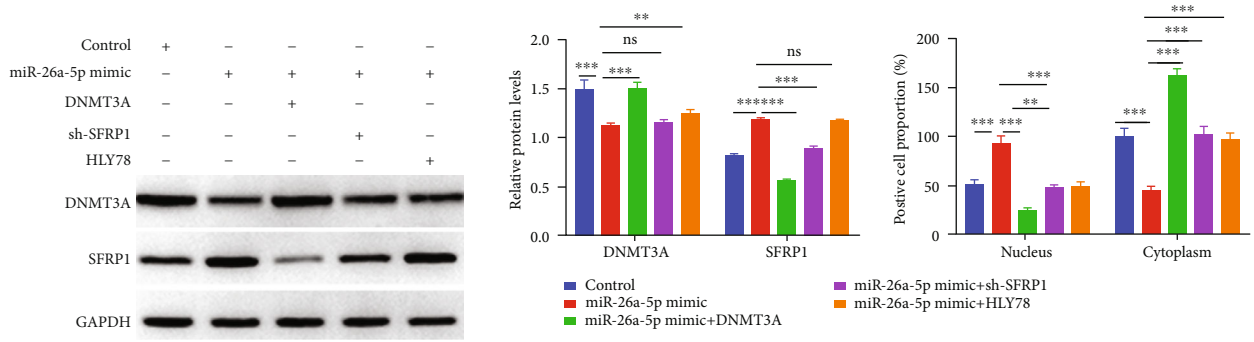 Control + – – – –
miR-26a-5p mimic – + + + +
DNMT3A – – + – –
sh-SFRP1 – – – + –
HLY78 – – – – +
DNMT3A
SFRP1
GAPDH
Relative protein levels
2.0
1.5
1.0
0.5
0.0
**
ns
*** ***
ns
***
******
DNMT3A SFRP1
Postive cell proportion (%)
200
150
100
50
0
***
**
*** ***
***
***
***
***
Nucleus Cytoplasm
Control
miR-26a-5p mimic
miR-26a-5p mimic+DNMT3A
miR-26a-5p mimic+sh-SFRP1
miR-26a-5p mimic+HLY78